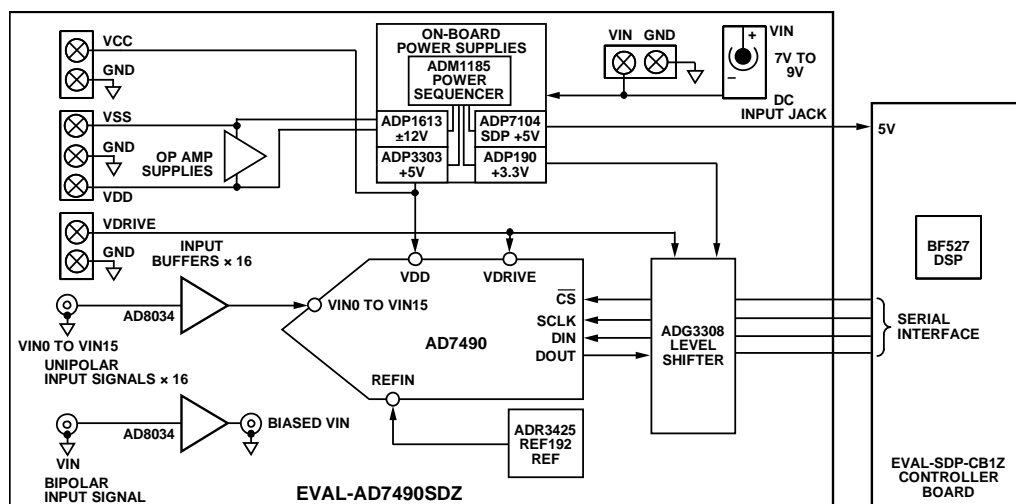 VCC
GND
VSS
GND
VDD
OP AMP
SUPPLIES
VDRIVE
GND
ON-BOARD
POWER SUPPLIES
ADM1185
POWER
SEQUENCER
ADP1613
±12V
ADP7104
SDP +5V
ADP3303
+5V
ADP190
+3.3V
VIN
GND
+
–
VIN
7V TO
9V
DC
INPUT JACK
5V
BF527
DSP
SERIAL
INTERFACE
EVAL-SDP-CB1Z
CONTROLLER
BOARD
INPUT
BUFFERS × 16
AD8034
VIN0 TO VIN15
UNIPOLAR
INPUT SIGNALS × 16
VDD
VDRIVE
VIN0 TO VIN15
AD7490
CS
SCLK
DIN
DOUT
REFIN
ADG3308
LEVEL
SHIFTER
AD8034
BIASED VIN
VIN
BIPOLAR
INPUT SIGNAL
ADR3425
REF192
REF
EVAL-AD7490SDZ